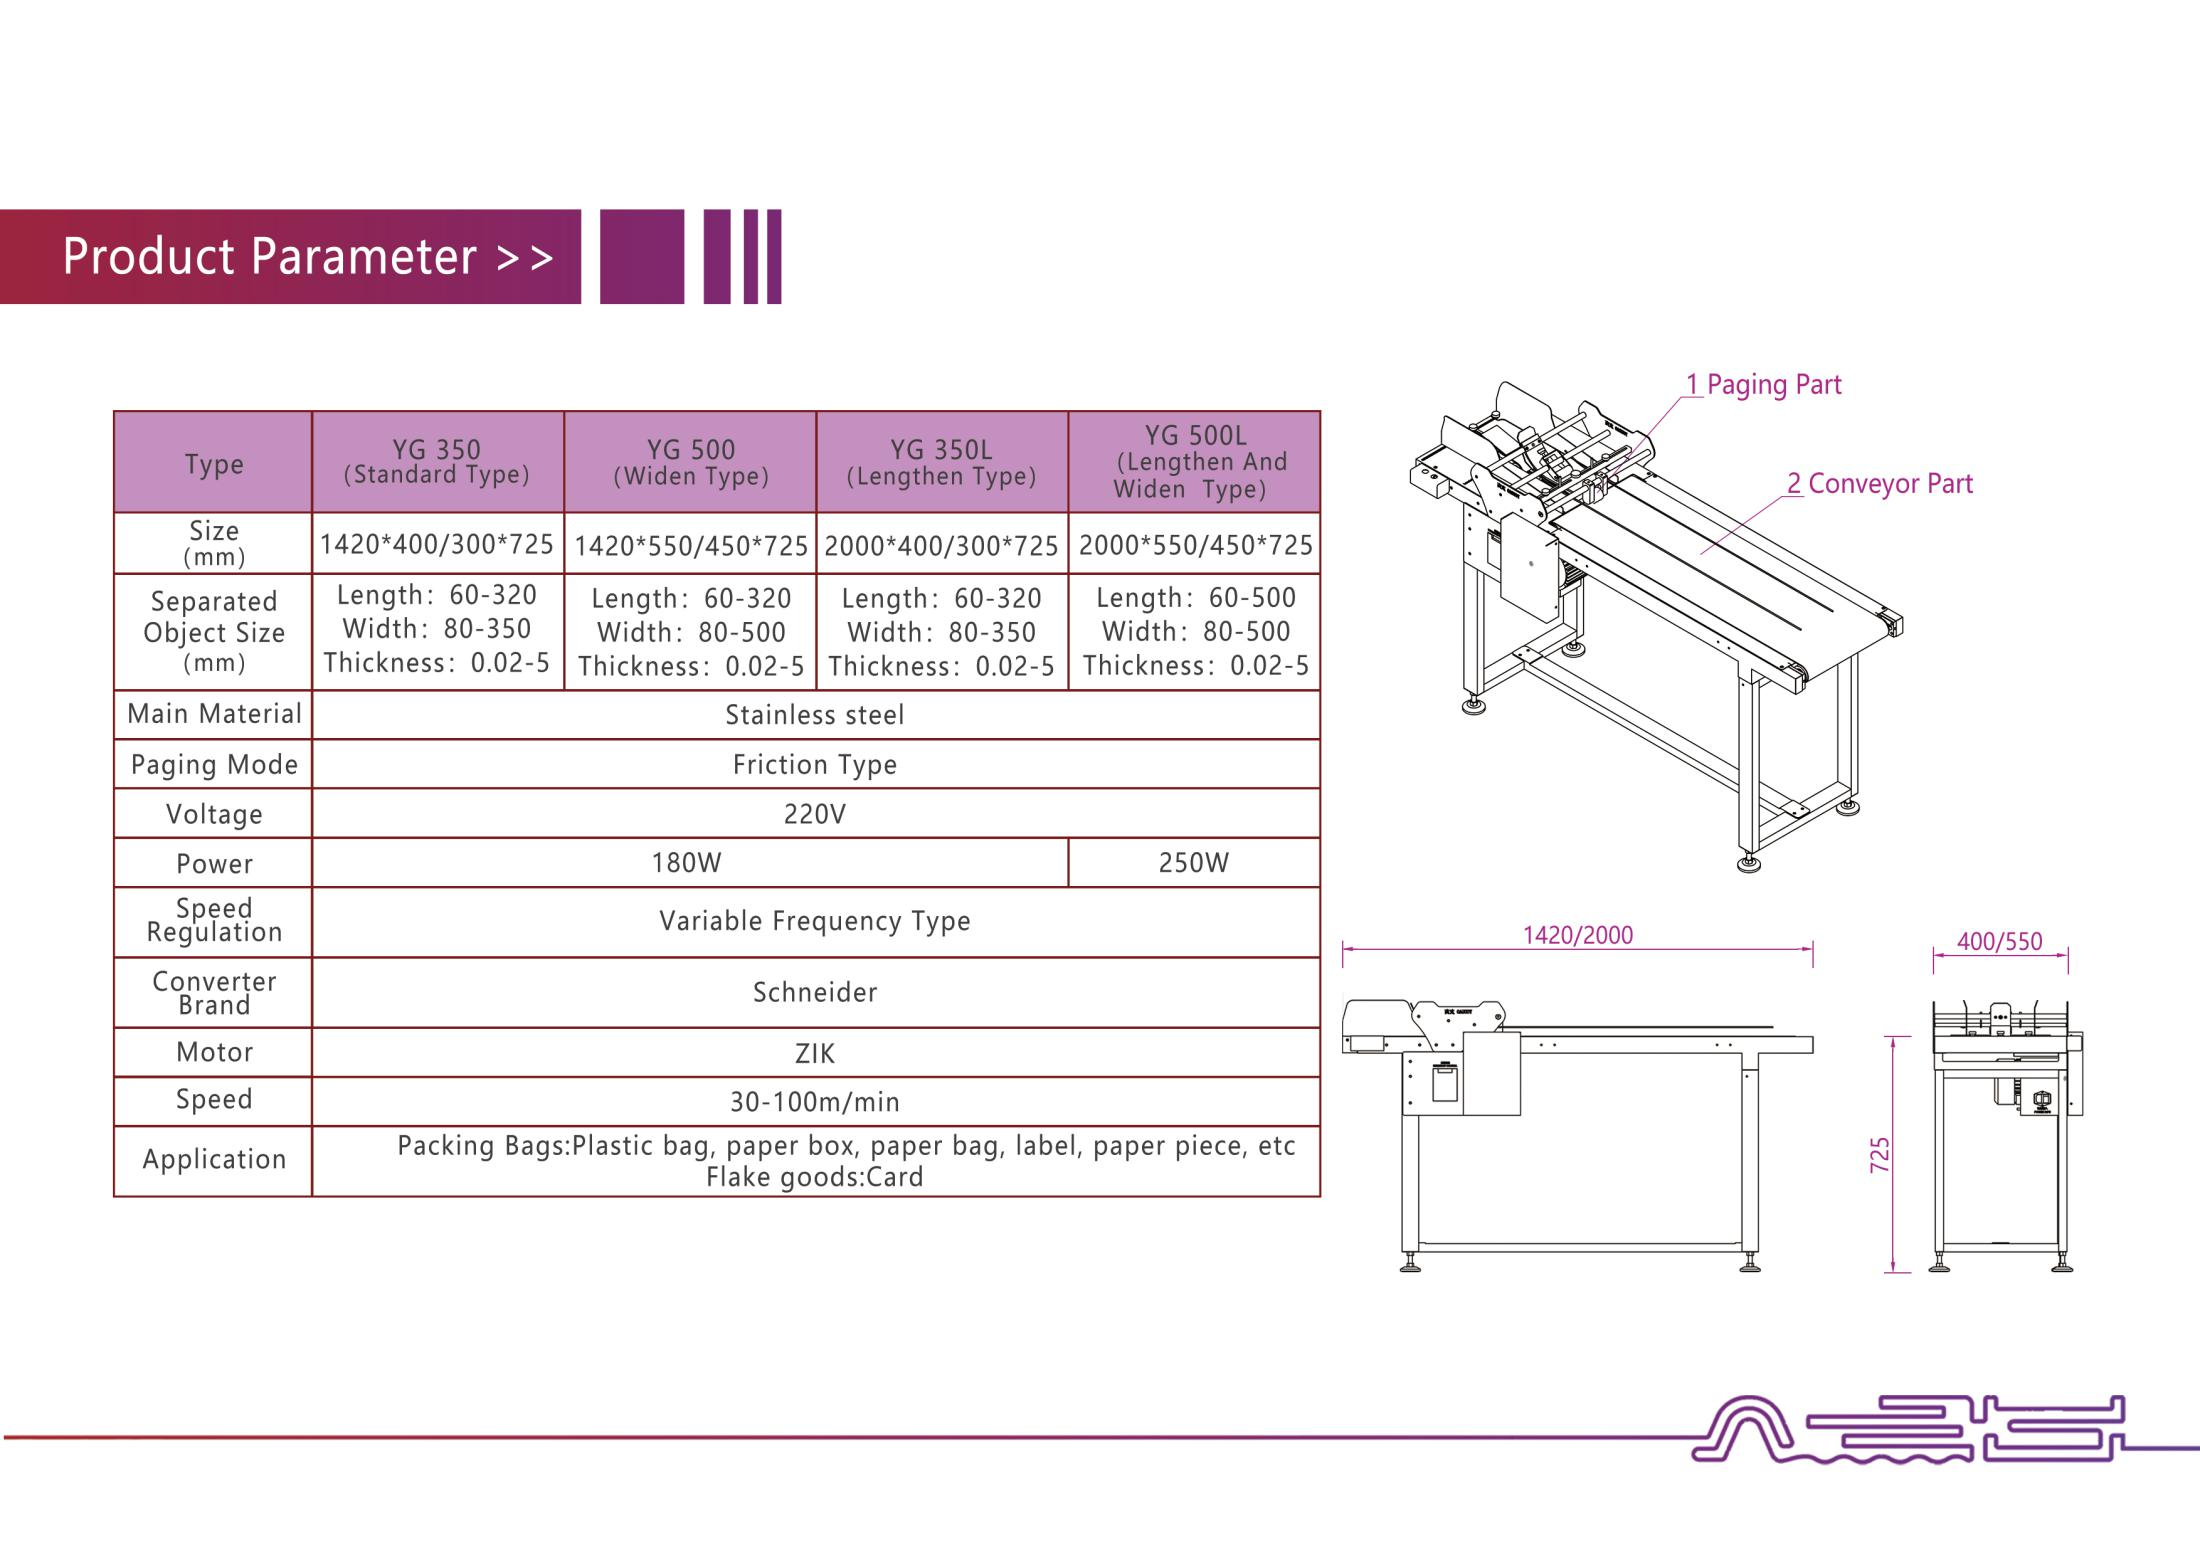 Product Parameter >>
Type
YG 350
(Standard Type)
YG 500
(Widen Type)
YG 350L
(Lengthen Type)
YG 500L
(Lengthen And
Widen Type)
Size
(mm)
1420*400/300*725
1420*550/450*725
2000*400/300*725
2000*550/450*725
Separated
Object Size
(mm)
Length: 60-320
Width: 80-350
Thickness: 0.02-5
Length: 60-320
Width: 80-500
Thickness: 0.02-5
Length: 60-320
Width: 80-350
Thickness: 0.02-5
Length: 60-500
Width: 80-500
Thickness: 0.02-5
Main Material
Stainless steel
Paging Mode
Friction Type
Voltage
220V
Power
180W
250W
Speed
Regulation
Variable Frequency Type
Converter
Brand
Schneider
Motor
ZIK
Speed
30-100m/min
Application
Packing Bags:Plastic bag, paper box, paper bag, label, paper piece, etc
Flake goods:Card
1 Paging Part
2 Conveyor Part
1420/2000
400/550
725